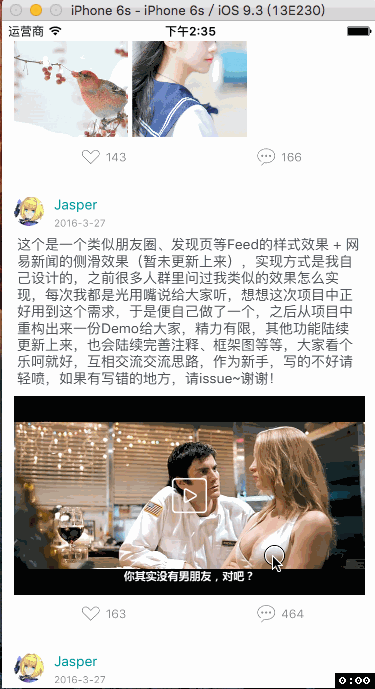 iPhone 6s - iPhone 6s / iOS 9.3 (13E230)
运营商 下午2:35
143 166
Jasper
2016-3-27
这个是一个类似朋友圈、发现页等Feed的样式效果 + 网
易新闻的侧滑效果（暂未更新上来），实现方式是我自
己设计的，之前很多人群里问过我类似的效果怎么实
现，每次我都是光用嘴说给大家听，想想这次项目中正
好用到这个需求，于是便自己做了一个，之后从项目中
重构出来一份Demo给大家，精力有限，其他功能陆续
更新上来，也会陆续完善注释、框架图等等，大家看个
乐呵就好，互相交流交流思路，作为新手，写的不好请
轻喷，如果有写错的地方，请issue~谢谢！
你其实没有男朋友，对吧？
163 464
Jasper
2016-3-27
0:00